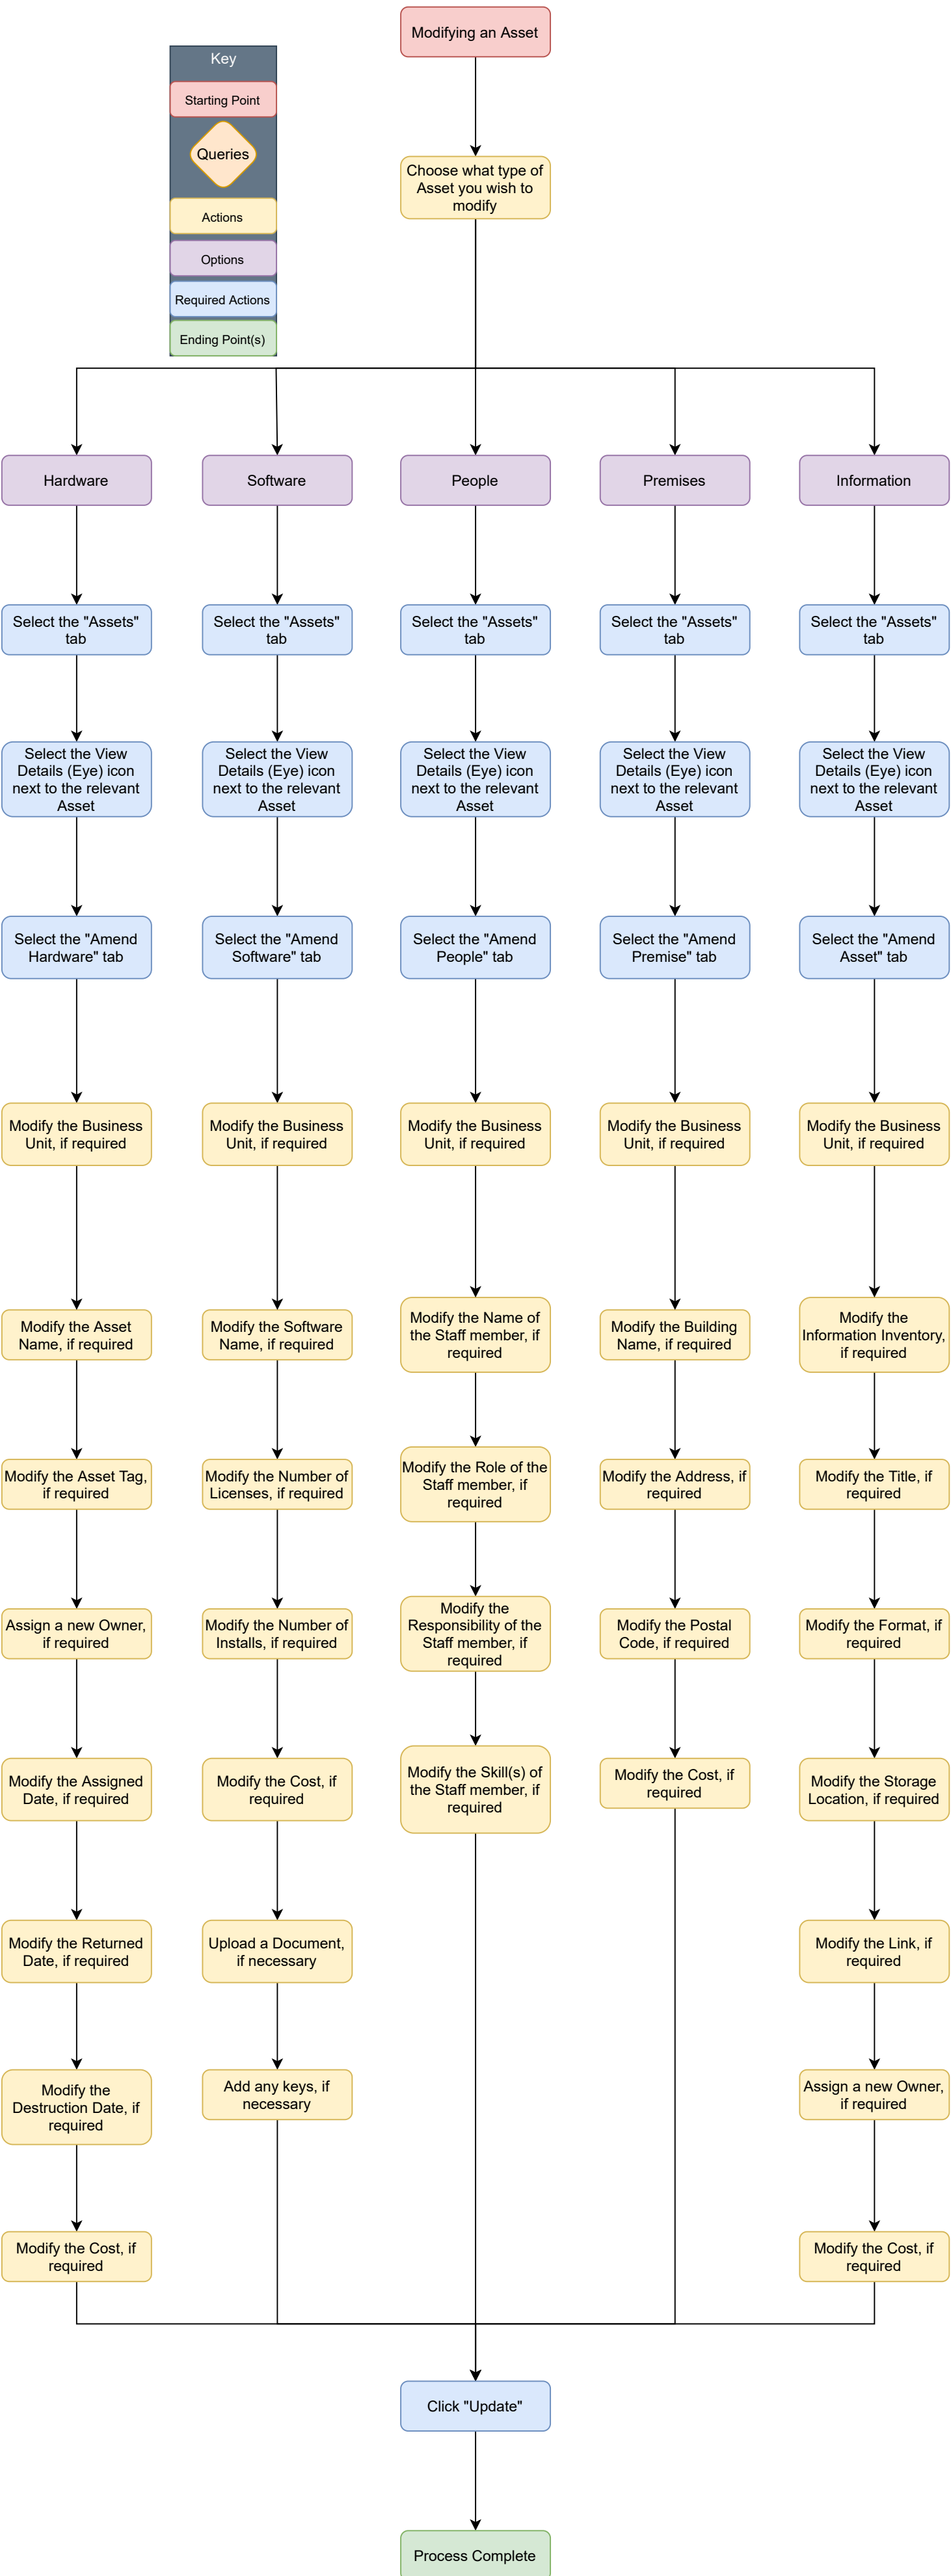 Modifying an Asset
Key
Starting Point
Queries
Actions
Options
Required Actions
Ending Point(s)
Choose what type of
Asset you wish to
modify
Hardware
Software
People
Premises
Information
Select the "Assets"
tab
Select the "Assets"
tab
Select the "Assets"
tab
Select the "Assets"
tab
Select the "Assets"
tab
Select the View
Details (Eye) icon
next to the relevant
Asset
Select the View
Details (Eye) icon
next to the relevant
Asset
Select the View
Details (Eye) icon
next to the relevant
Asset
Select the View
Details (Eye) icon
next to the relevant
Asset
Select the View
Details (Eye) icon
next to the relevant
Asset
Select the "Amend
Hardware" tab
Select the "Amend
Software" tab
Select the "Amend
People" tab
Select the "Amend
Premise" tab
Select the "Amend
Asset" tab
Modify the Business
Unit, if required
Modify the Business
Unit, if required
Modify the Business
Unit, if required
Modify the Business
Unit, if required
Modify the Business
Unit, if required
Modify the Asset
Name, if required
Modify the Software
Name, if required
Modify the Name of
the Staff member, if
required
Modify the Building
Name, if required
Modify the
Information Inventory,
if required
Modify the Asset Tag,
if required
Modify the Number of
Licenses, if required
Modify the Role of the
Staff member, if
required
Modify the Address, if
required
Modify the Title, if
required
Assign a new Owner,
if required
Modify the Number of
Installs, if required
Modify the
Responsibility of the
Staff member, if
required
Modify the Postal
Code, if required
Modify the Format, if
required
Modify the Assigned
Date, if required
Modify the Cost, if
required
Modify the Skill(s) of
the Staff member, if
required
Modify the Cost, if
required
Modify the Storage
Location, if required
Modify the Returned
Date, if required
Upload a Document,
if necessary
Modify the Link, if
required
Modify the
Destruction Date, if
required
Add any keys, if
necessary
Assign a new Owner,
if required
Modify the Cost, if
required
Modify the Cost, if
required
Click "Update"
Process Complete